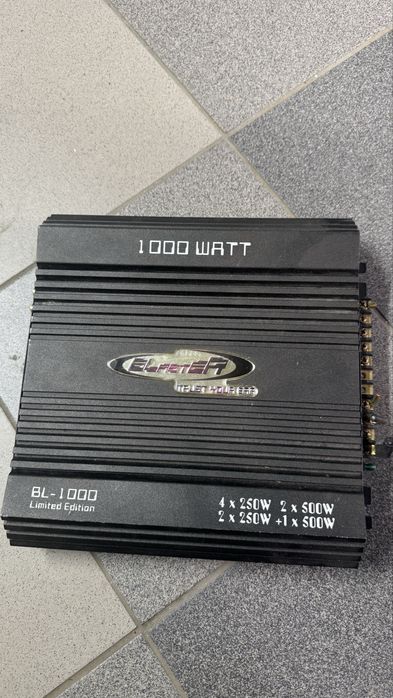 1000 WATT
BL-1000
Limited Edition
4 x 250W 2 x 500W
2 x 250W +1 x 500W